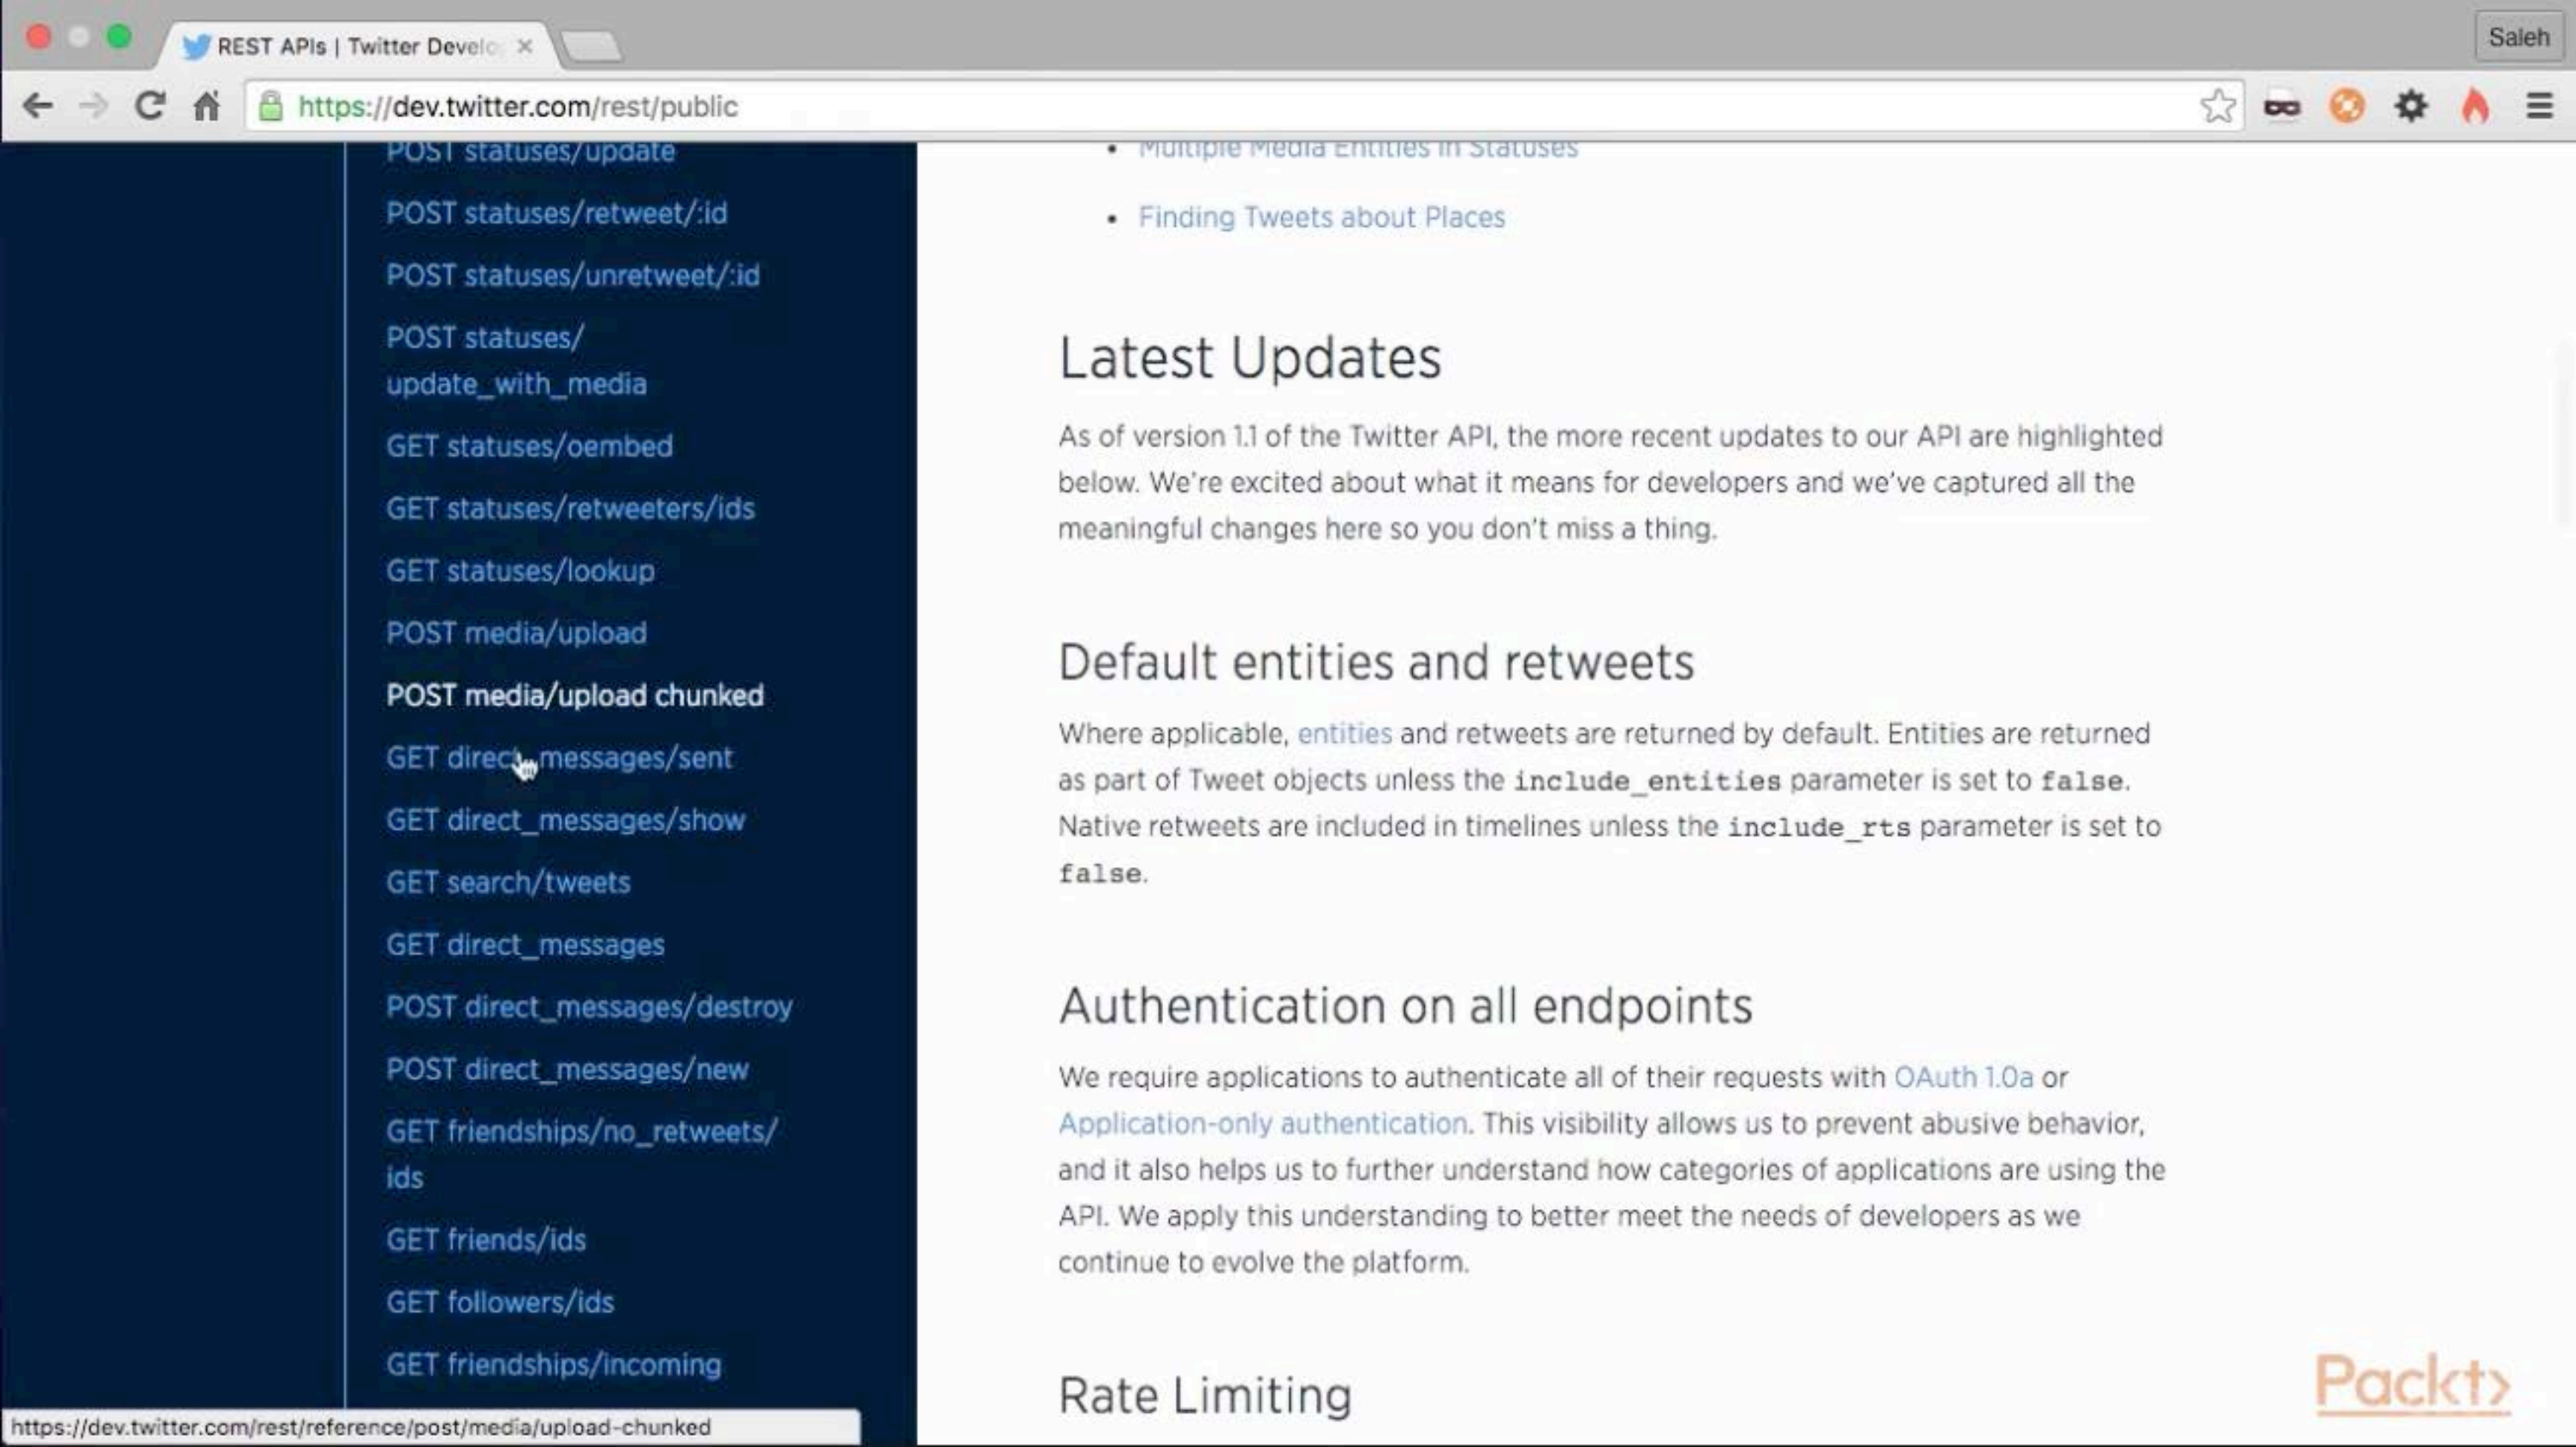 REST APIs | Twitter Develo
Saleh
https://dev.twitter.com/rest/public
POST statuses/update
POST statuses/retweet/:id
POST statuses/unretweet/:id
POST statuses/
update_with_media
GET statuses/oembed
GET statuses/retweeters/ids
GET statuses/lookup
POST media/upload
POST media/upload chunked
GET direct_messages/sent
GET direct_messages/show
GET search/tweets
GET direct_messages
POST direct_messages/destroy
POST direct_messages/new
GET friendships/no_retweets/
ids
GET friends/ids
GET followers/ids
GET friendships/incoming
https://dev.twitter.com/rest/reference/post/media/upload-chunked
• Multiple Media Entities in Statuses
• Finding Tweets about Places
Latest Updates
As of version 1.1 of the Twitter API, the more recent updates to our API are highlighted
below. We're excited about what it means for developers and we've captured all the
meaningful changes here so you don't miss a thing.
Default entities and retweets
Where applicable, entities and retweets are returned by default. Entities are returned
as part of Tweet objects unless the include_entities parameter is set to false.
Native retweets are included in timelines unless the include_rts parameter is set to
false.
Authentication on all endpoints
We require applications to authenticate all of their requests with OAuth 1.0a or
Application-only authentication. This visibility allows us to prevent abusive behavior,
and it also helps us to further understand how categories of applications are using the
API. We apply this understanding to better meet the needs of developers as we
continue to evolve the platform.
Rate Limiting
Packt>